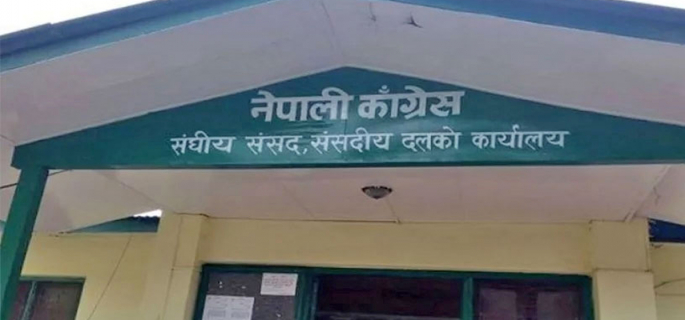 नेपाली काँग्रेस
संघीय संसद, संसदीय दलको कार्यालय